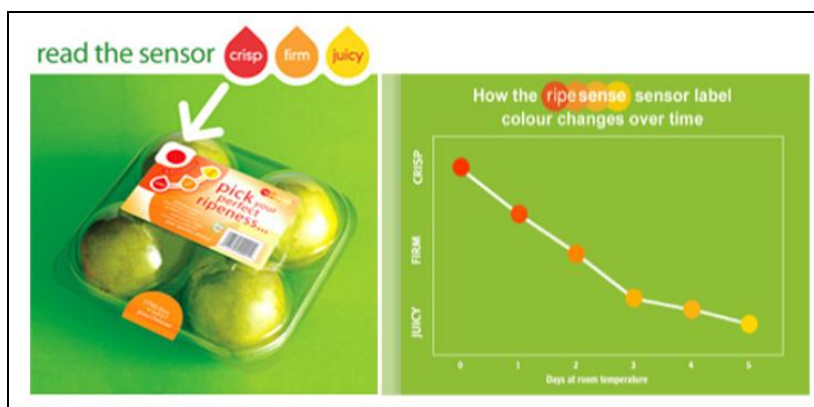 read the sensor crisp firm juicy
pick your
perfect
ripeness...
How the ripesense sensor label
colour changes over time
CRISP
FIRM
JUICY
0 1 2 3 4 5
Days at room temperature